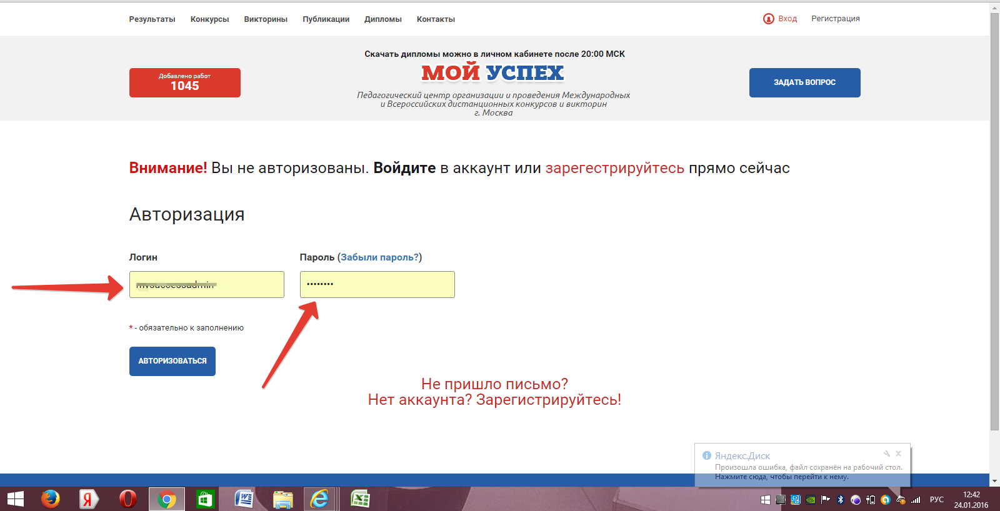 Результаты Конкурсы Викторины Публикации Дипломы Контакты Вход Регистрация
Скачать дипломы можно в личном кабинете после 20:00 МСК
Добавлено работ
1045
МОЙ УСПЕХ
ЗАДАТЬ ВОПРОС
Педагогический центр организации и проведения Международных
и Всероссийских дистанционных конкурсов и викторин
г. Москва
Внимание! Вы не авторизованы. Войдите в аккаунт или зарегестрируйтесь прямо сейчас
Авторизация
Логин Пароль (Забыли пароль?)
* - обязательно к заполнению
АВТОРИЗОВАТЬСЯ
Не пришло письмо?
Нет аккаунта? Зарегистрируйтесь!
Яндекс.Диск
Произошла ошибка, файл сохранён на рабочий стол.
Нажмите сюда, чтобы перейти к нему.
РУС
12:42
24.01.2016